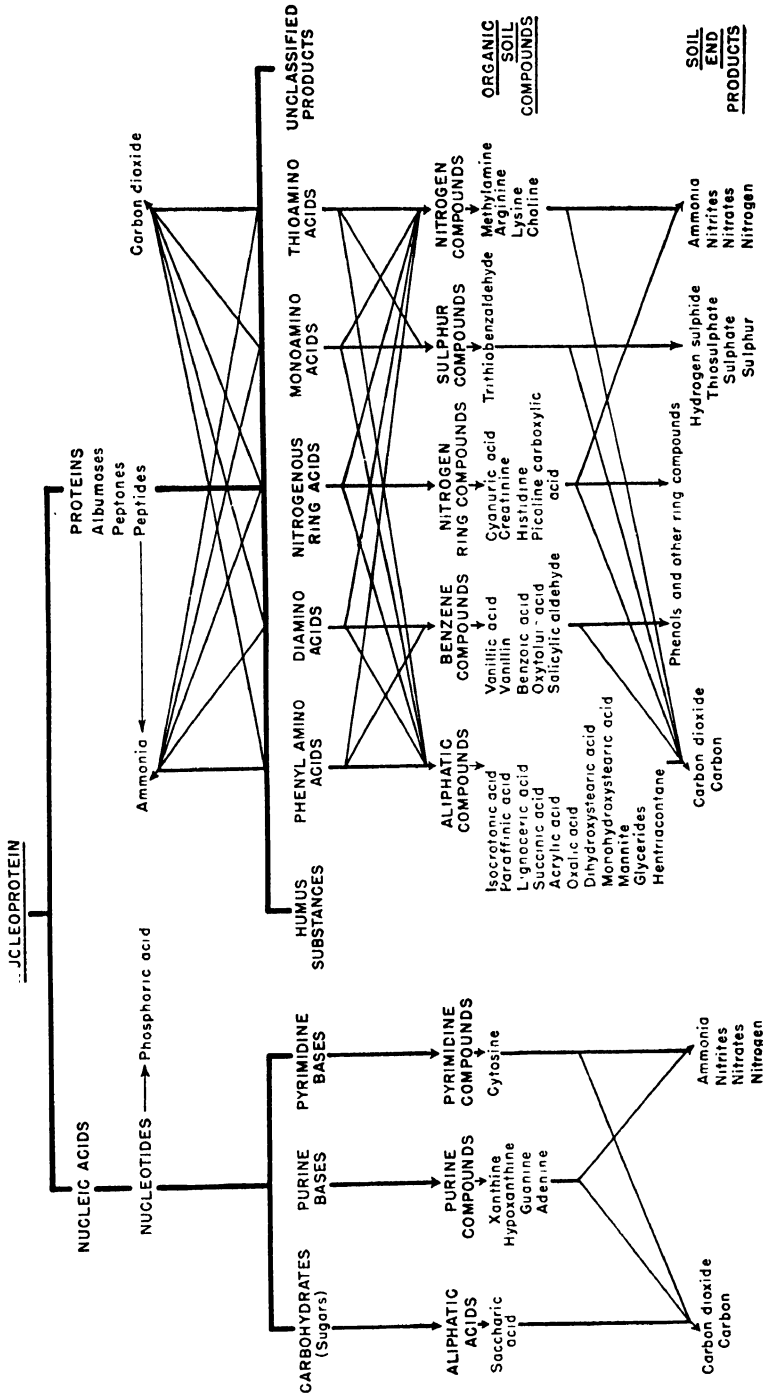 JCLEOPROTEIN
NUCLEIC ACIDS
NUCLEOTIDES
Phosphoric acid
PROTEINS
Albumoses
Peptones
Peptides
Ammonia
Carbon dioxide
CARBOHYDRATES
(Sugars)
PURINE
BASES
PYRIMIDINE
BASES
HUMUS
SUBSTANCES
PHENYL AMINO
ACIDS
DIAMINO
ACIDS
NITROGENOUS
RING ACIDS
MONOAMINO
ACIDS
THIOAMINO
ACIDS
UNCLASSIFIED
PRODUCTS
ALIPHATIC
ACIDS
Saccharic
acid
PURINE
COMPOUNDS
Xanthine
Hypoxanthine
Guanine
Adenine
PYRIMIDINE
COMPOUNDS
Cytosine
ALIPHATIC
COMPOUNDS
Isocrotonic acid
Paraffinic acid
Lignoceric acid
Succinic acid
Acrylic acid
Oxalic acid
Dihydroxystearic acid
Monohydroxystearic acid
Mannite
Glycerides
Hentriacontane
BENZENE
COMPOUNDS
Vanillic acid
Vanillin
Benzoic acid
acid
Salicylic aldehyde
NITROGEN
RING COMPOUNDS
Cyanuric acid
Creatinine
Histidine
Picoline carboxylic
acid
SULPHUR
COMPOUNDS
Trithiobenzaldehyde
NITROGEN
COMPOUNDS
Methylamine
Arginine
Lysine
Choline
ORGANIC
SOIL
COMPOUNDS
Carbon dioxide
Carbon
Ammonia
Nitrites
Nitrates
Nitrogen
Carbon dioxide
Carbon
Phenols and other ring compounds
Hydrogen sulphide
Thiosulphate
Sulphate
Sulphur
Ammonia
Nitrites
Nitrates
Nitrogen
SOIL
END
PRODUCTS